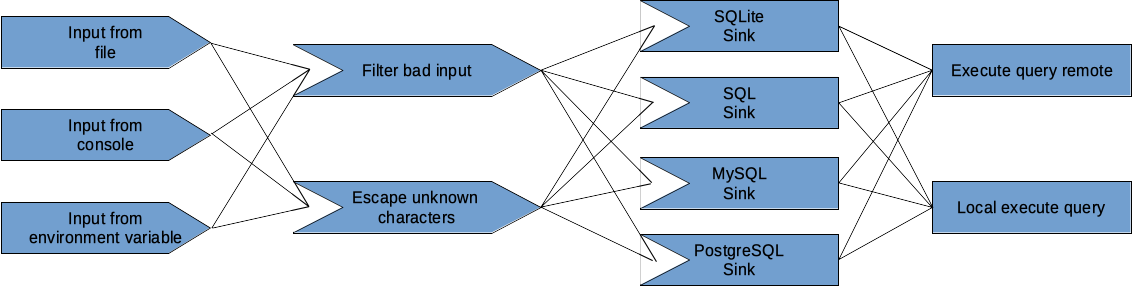 Input from
file
Input from
console
Input from
environment variable
Filter bad input
Escape unknown
characters
SQLite
Sink
SQL
Sink
MySQL
Sink
PostgreSQL
Sink
Execute query remote
Local execute query